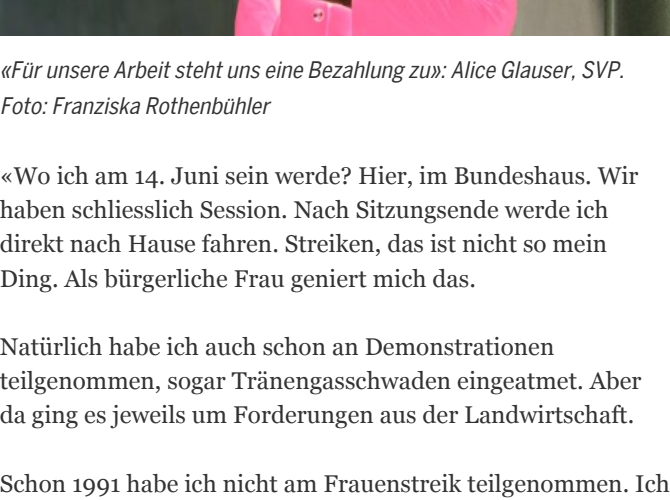 «Für unsere Arbeit steht uns eine Bezahlung zu»: Alice Glauser, SVP.
Foto: Franziska Rothenbühler
«Wo ich am 14. Juni sein werde? Hier, im Bundeshaus. Wir
haben schliesslich Session. Nach Sitzungsende werde ich
direkt nach Hause fahren. Streiken, das ist nicht so mein
Ding. Als bürgerliche Frau geniert mich das.
Natürlich habe ich auch schon an Demonstrationen
teilgenommen, sogar Tränengasschwaden eingeatmet. Aber
da ging es jeweils um Forderungen aus der Landwirtschaft.
Schon 1991 habe ich nicht am Frauenstreik teilgenommen. Ich